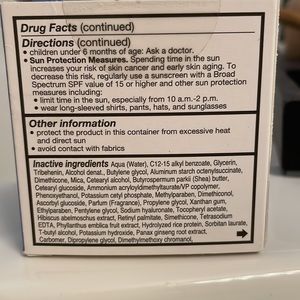 Drug Facts (continued)
Directions (continued)
• children under 6 months of age: Ask a doctor.
• Sun Protection Measures. Spending time in the sun
increases your risk of skin cancer and early skin aging. To
decrease this risk, regularly use a sunscreen with a Broad
Spectrum SPF value of 15 or higher and other sun protection
measures including:
• limit time in the sun, especially from 10 a.m.-2 p.m.
• wear long-sleeved shirts, pants, hats, and sunglasses
Other information
• protect the product in this container from excessive heat
and direct sun
• avoid contact with fabrics
Inactive ingredients Aqua (Water), C12-15 alkyl benzoate, Glycerin,
Tribehenin, Alcohol denat., Butylene glycol, Aluminum starch octenylsuccinate,
Dimethicone, Mica, Cetearyl alcohol, Butyrospermum parkii (Shea) butter,
Cetearyl glucoside, Ammonium acryloyldimethyltaurate/VP copolymer,
Phenoxyethanol, Potassium cetyl phosphate, Methylparaben, Dimethiconol,
Ascorbyl glucoside, Parfum (Fragrance), Propylene glycol, Xanthan gum,
Ethylparaben, Pentylene glycol, Sodium hyaluronate, Tocopheryl acetate,
Hibiscus abelmoschus extract, Retinyl palmitate, Simethicone, Tetrasodium
EDTA, Phyllanthus emblica fruit extract, Hydrolyzed rice protein, Sorbitan laurate,
T-butyl alcohol, Potassium hydroxide, Panax ginseng root extract,
Carbomer, Dipropylene glycol, Dimethylmethoxy chromanol,